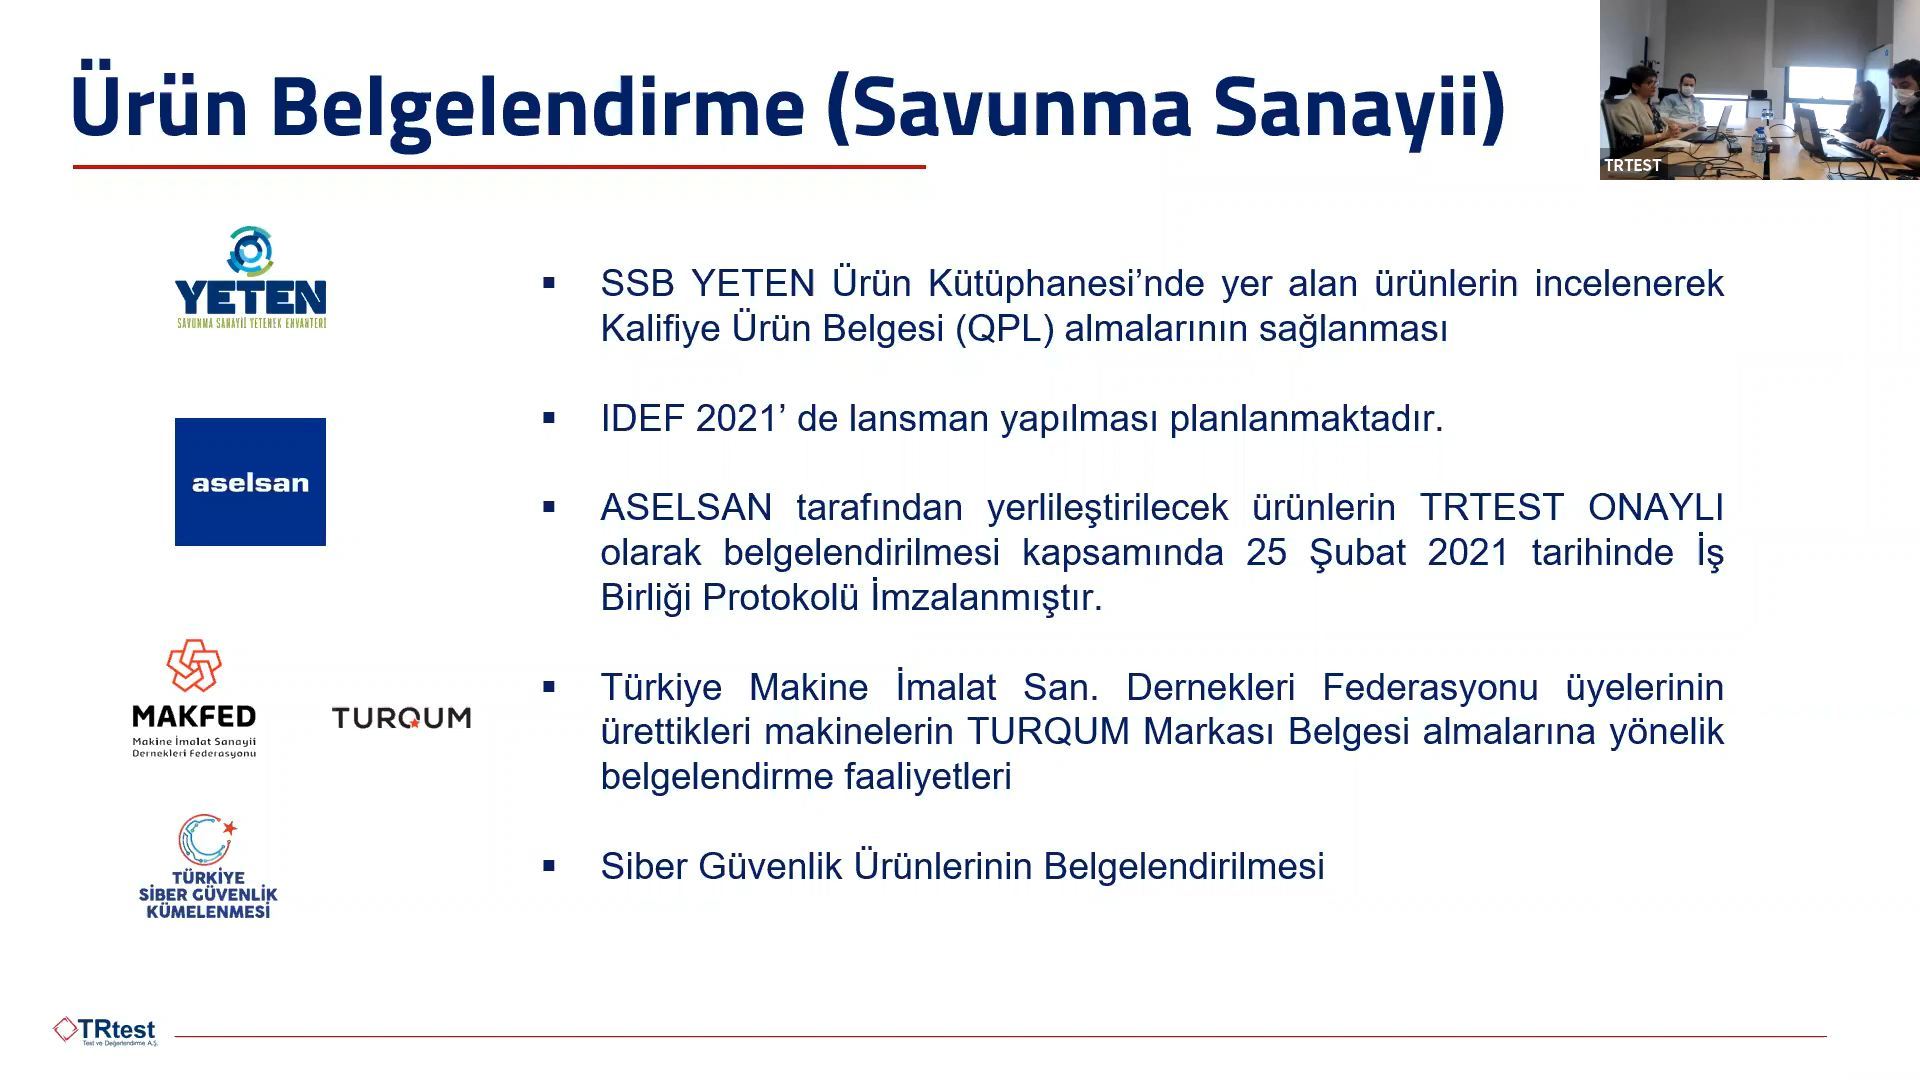 Ürün Belgelendirme (Savunma Sanayii)
TRTEST
YETEN
SAVUNMA SANAYİİ YETENEK ENVANTERİ
▪ SSB YETEN Ürün Kütüphanesi’nde yer alan ürünlerin incelenerek
Kalifiye Ürün Belgesi (QPL) almalarının sağlanması
▪ IDEF 2021’ de lansman yapılması planlanmaktadır.
aselsan
▪ ASELSAN tarafından yerlileştirilecek ürünlerin TRTEST ONAYLI
olarak belgelendirilmesi kapsamında 25 Şubat 2021 tarihinde İş
Birliği Protokolü İmzalanmıştır.
MAKFED
Makine İmalat Sanayii
Dernekleri Federasyonu
TURQUM
▪ Türkiye Makine İmalat San. Dernekleri Federasyonu üyelerinin
ürettikleri makinelerin TURQUM Markası Belgesi almalarına yönelik
belgelendirme faaliyetleri
TÜRKİYE
SİBER GÜVENLİK
KÜMELENMESİ
▪ Siber Güvenlik Ürünlerinin Belgelendirilmesi
TRtest
Test ve Değerlendirme A.Ş.